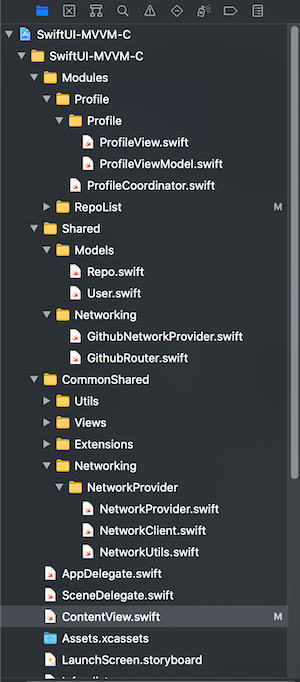 SwiftUI-MVVM-C
SwiftUI-MVVM-C
Modules
Profile
Profile
ProfileView.swift
ProfileViewModel.swift
ProfileCoordinator.swift
RepoList M
Shared
Models
Repo.swift
User.swift
Networking
GithubNetworkProvider.swift
GithubRouter.swift
CommonShared
Utils
Views
Extensions
Networking
NetworkProvider
NetworkProvider.swift
NetworkClient.swift
NetworkUtils.swift
AppDelegate.swift
SceneDelegate.swift
ContentView.swift M
Assets.xcassets
LaunchScreen.storyboard